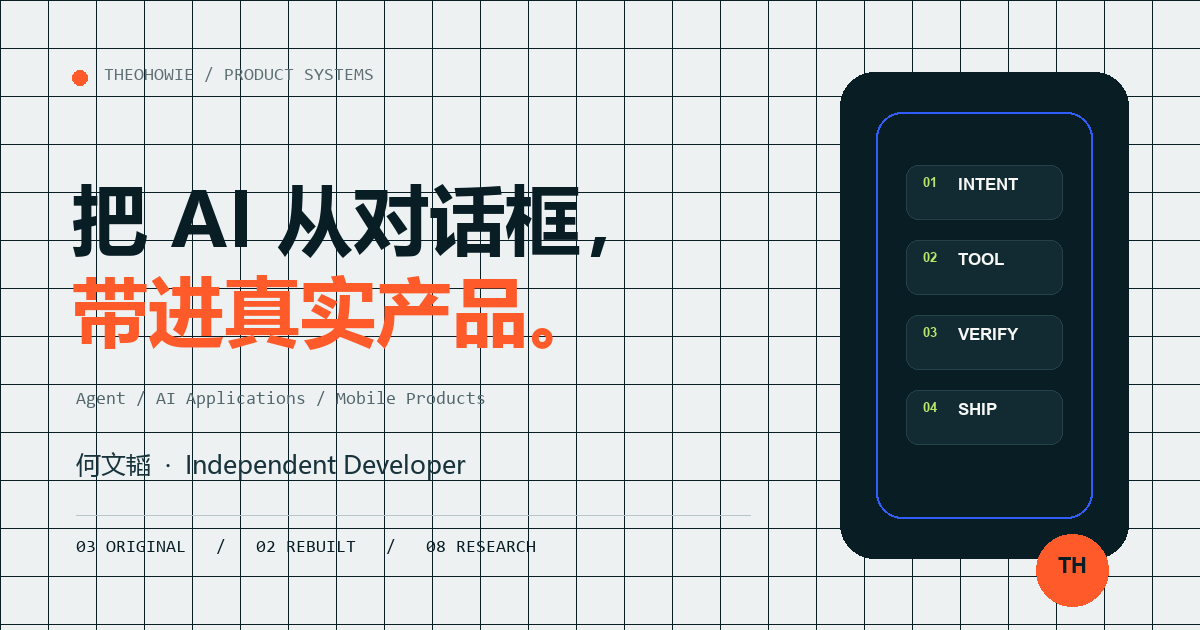 THEOHOWIE / PRODUCT SYSTEMS
把 AI 从对话框，
带进真实产品。
Agent / AI Applications / Mobile Products
何文韬 · Independent Developer
03 ORIGINAL / 02 REBUILT / 08 RESEARCH
01 INTENT
02 TOOL
03 VERIFY
04 SHIP
TH